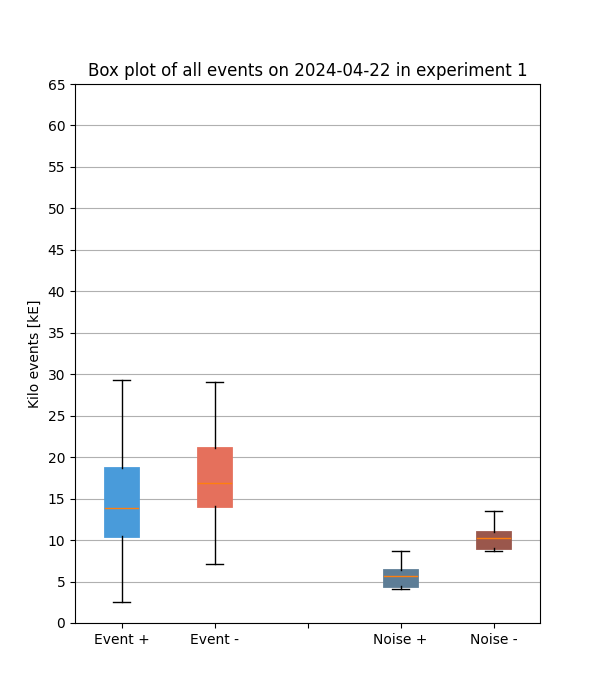 Box plot of all events on 2024-04-22 in experiment 1
65
60
55
50
45
40
35
30
25
20
15
10
5
0
Kilo events [kE]
Event +
Event -
Noise +
Noise -